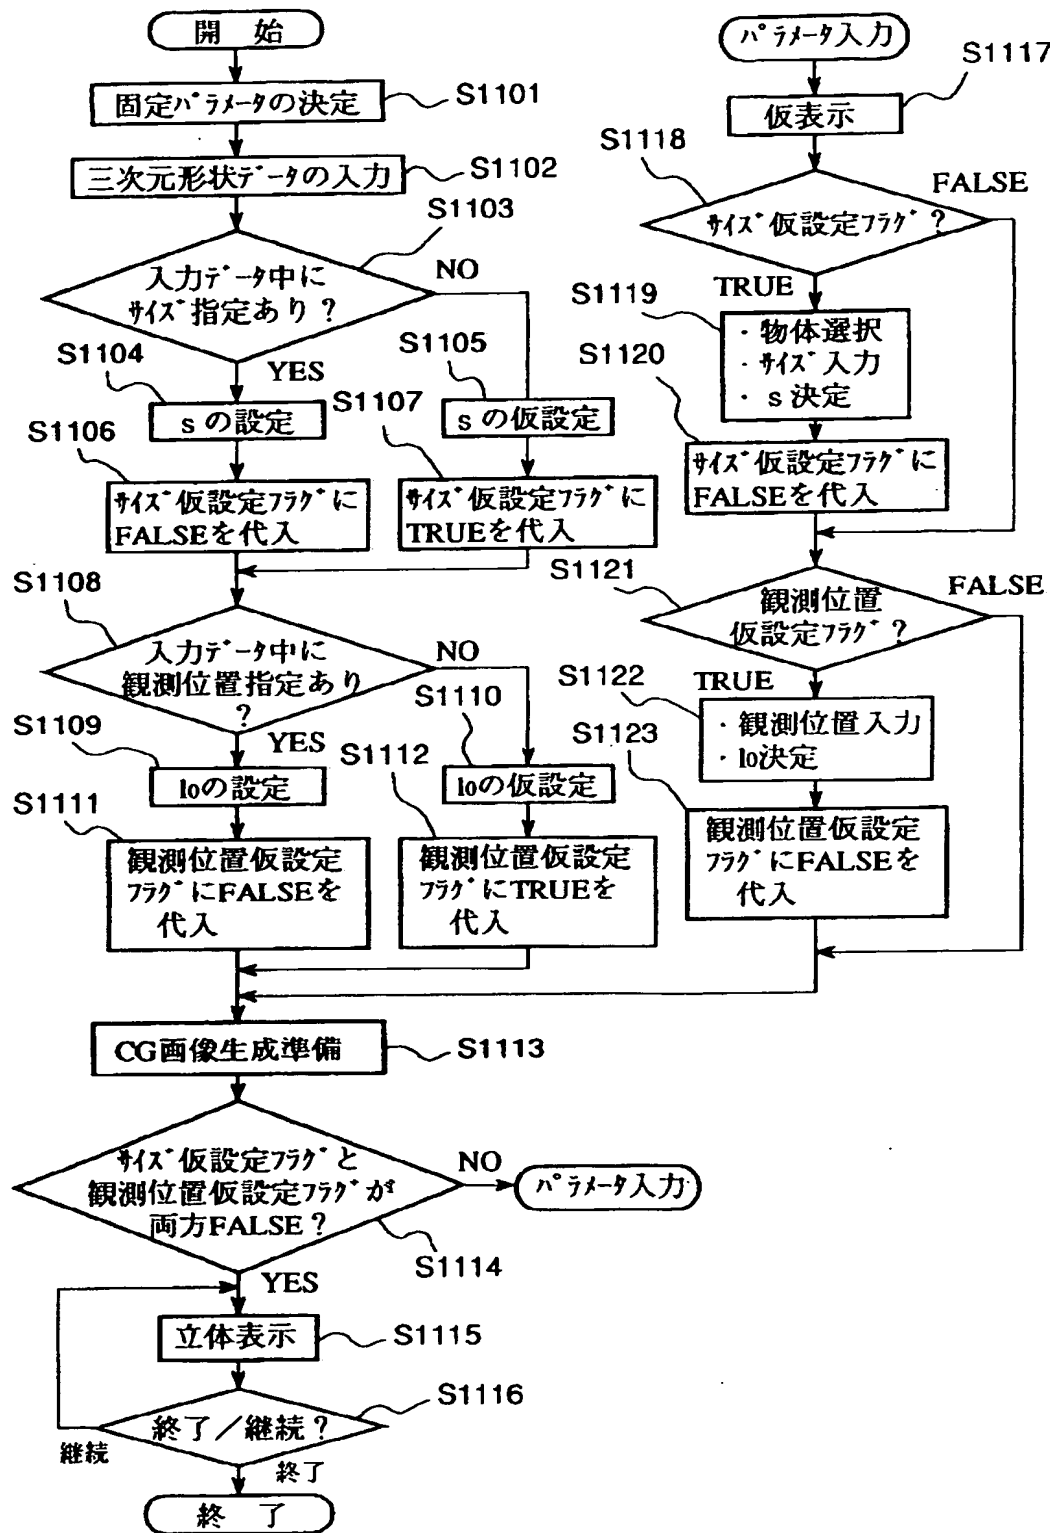 開 始
固定パラメータの決定
S1101
三次元形状データの入力
S1102
S1103
入力データ中に
サイズ指定あり?
NO
YES
S1104
sの設定
S1105
sの仮設定
S1106
サイズ仮設定フラグに
FALSEを代入
S1107
サイズ仮設定フラグに
TRUEを代入
S1108
入力データ中に
観測位置指定あり
?
NO
YES
S1109
loの設定
S1110
loの仮設定
S1111
観測位置仮設定
フラグにFALSEを
代入
S1112
観測位置仮設定
フラグにTRUEを
代入
CG画像生成準備
S1113
サイズ仮設定フラグと
観測位置仮設定フラグが
両方FALSE?
NO
パラメータ入力
S1114
YES
立体表示
S1115
S1116
終了/継続?
継続
終了
終 了
パラメータ入力
S1117
仮表示
S1118
サイズ仮設定フラグ?
FALSE
TRUE
S1119
・物体選択
・サイズ入力
・s決定
S1120
サイズ仮設定フラグに
FALSEを代入
S1121
観測位置
仮設定フラグ?
FALSE
TRUE
S1122
・観測位置入力
・lo決定
S1123
観測位置仮設定
フラグにFALSEを
代入